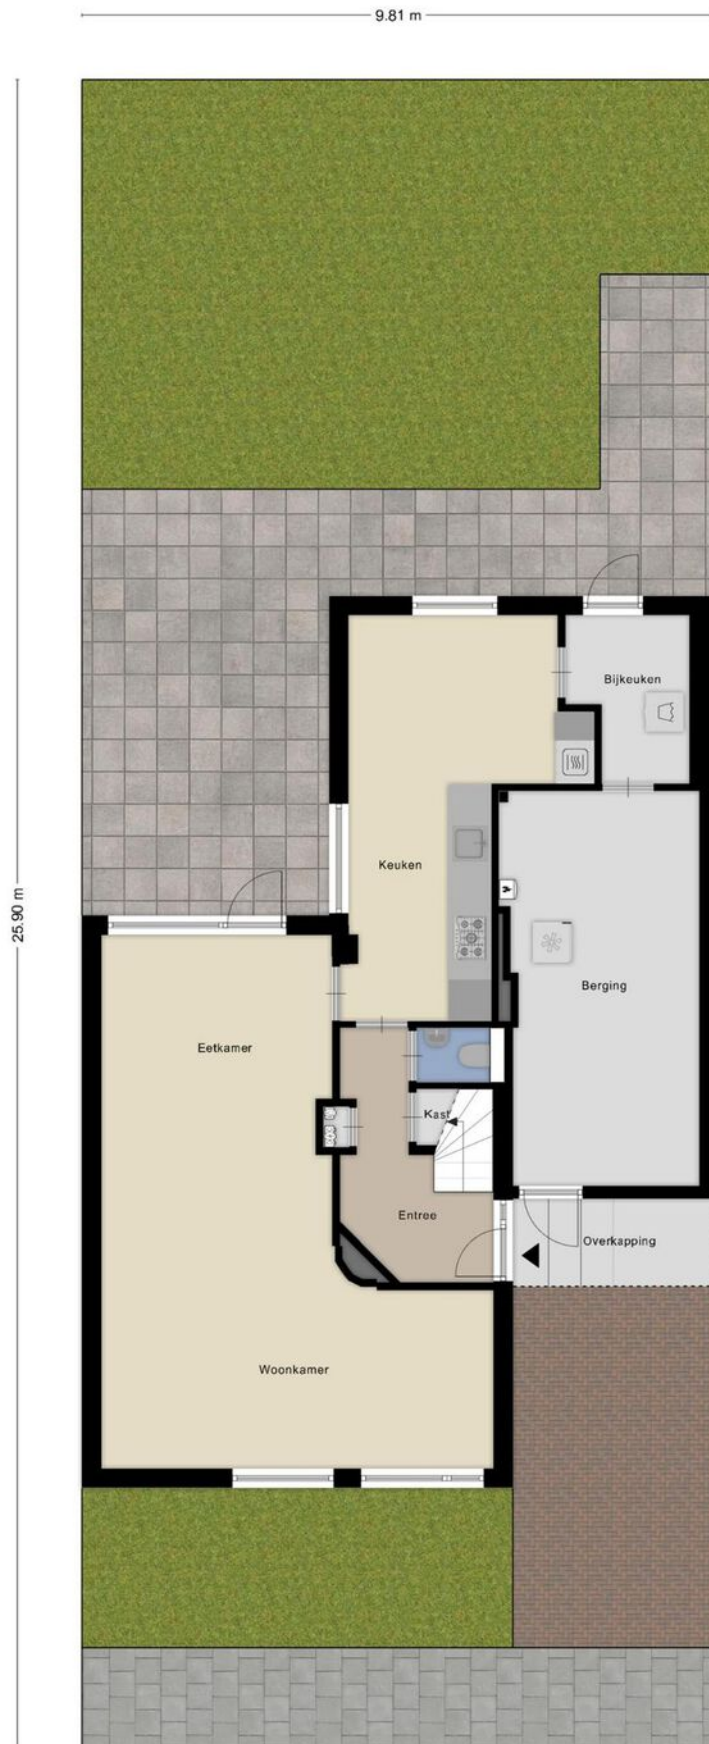 9.81 m
25.90 m
Bijkeuken
Keuken
Berging
Eetkamer
Kast
Entree
Overkapping
Woonkamer